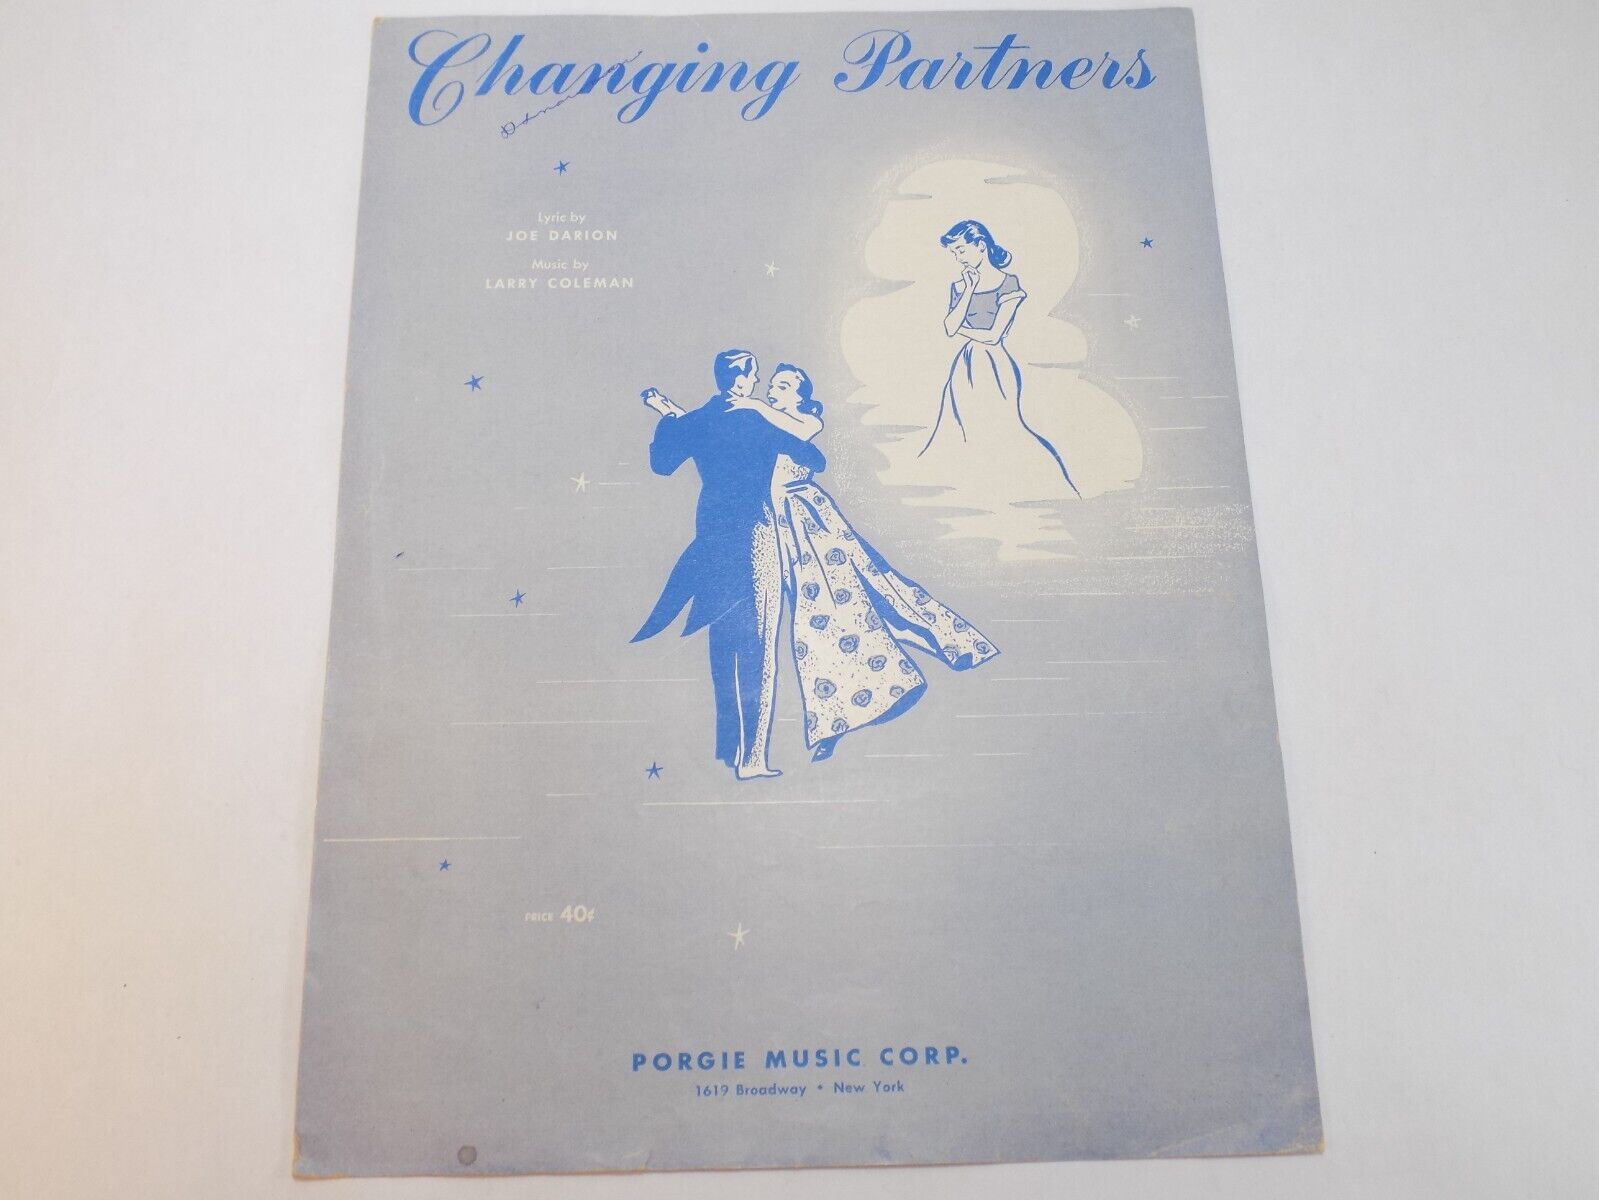 Changing Partners
Lyric by
JOE DARION
Music by
LARRY COLEMAN
PRICE 40¢
PORGIE MUSIC CORP.
1619 Broadway • New York